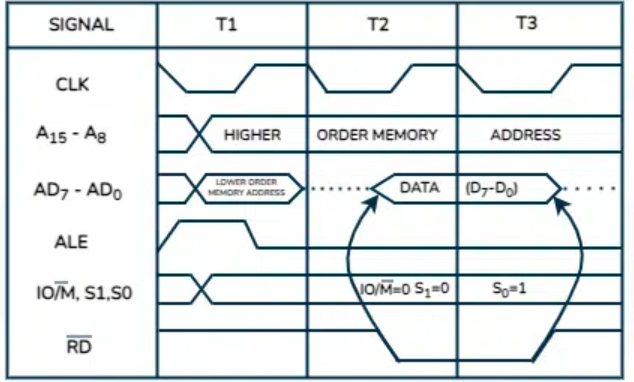 SIGNAL T1 T2 T3
CLK
A15 - A8 HIGHER ORDER MEMORY ADDRESS
AD7 - AD0 LOWER ORDER
MEMORY ADDRESS DATA (D7-D0)
ALE
IO/M̅, S1,S0 IO/M̅=0 S1=0 S0=1
R̅D̅